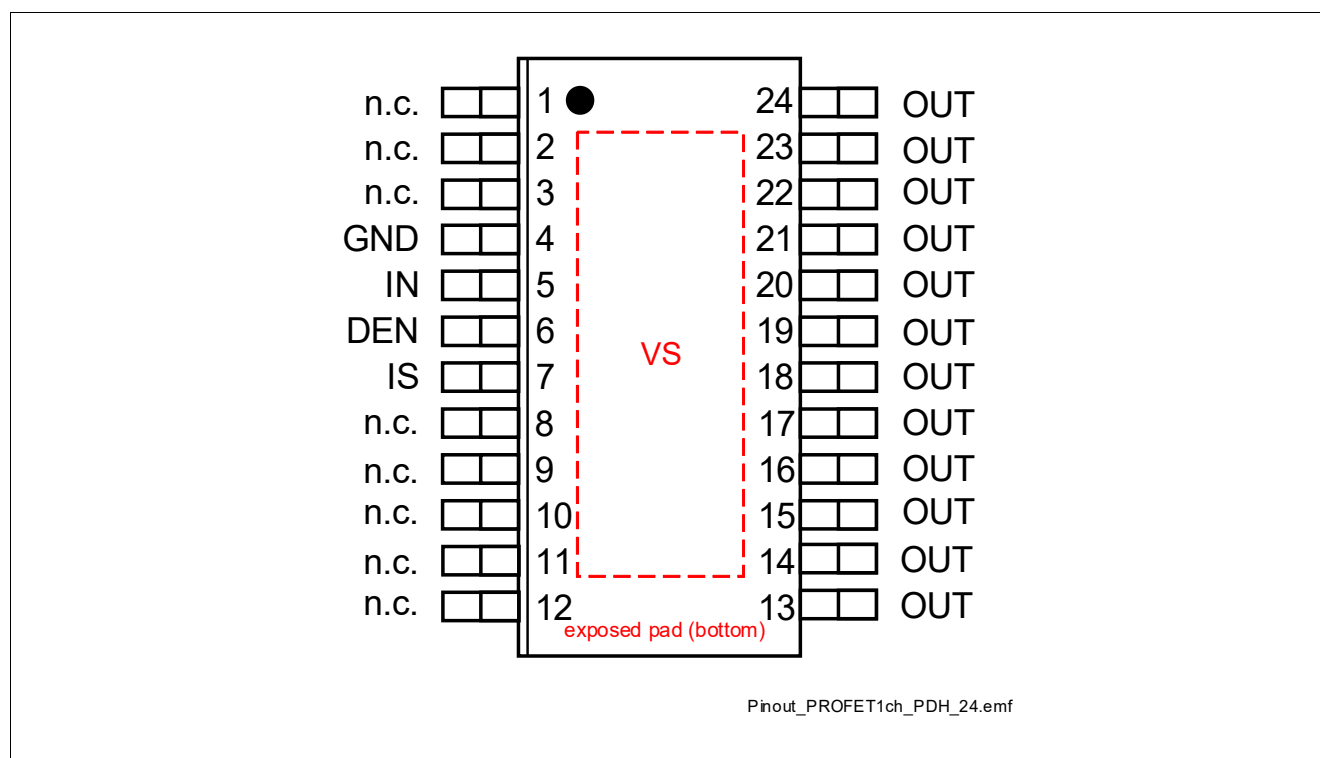 n.c. 1 24 OUT
n.c. 2 23 OUT
n.c. 3 22 OUT
GND 4 21 OUT
IN 5 20 OUT
DEN 6 19 OUT
VS
IS 7 18 OUT
n.c. 8 17 OUT
n.c. 9 16 OUT
n.c. 10 15 OUT
n.c. 11 14 OUT
n.c. 12 13 OUT
exposed pad (bottom)
Pinout_PROFET1ch_PDH_24.emf